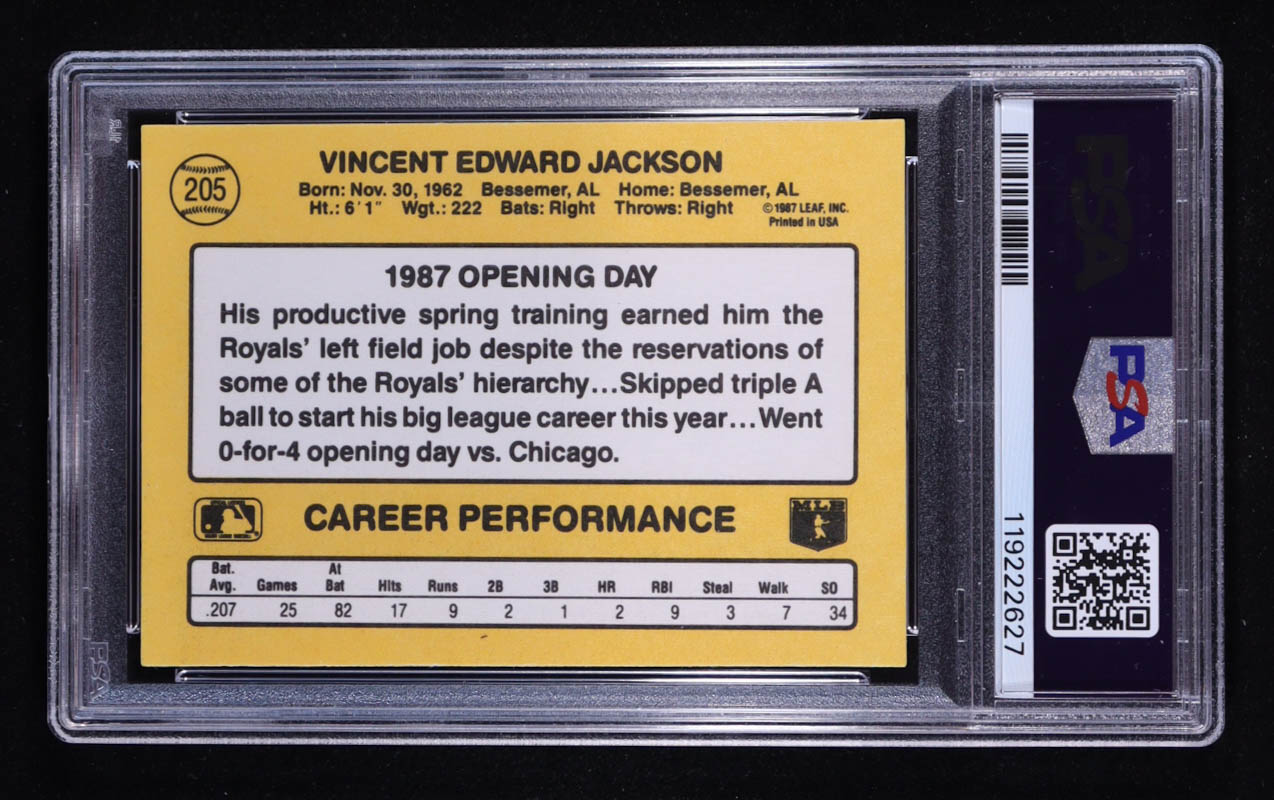 205
VINCENT EDWARD JACKSON
Born: Nov. 30, 1962 Bessemer, AL Home: Bessemer, AL
Ht.: 6'1" Wgt.: 222 Bats: Right Throws: Right
©1987 LEAF, INC.
Printed in USA
1987 OPENING DAY
His productive spring training earned him the
Royals' left field job despite the reservations of
some of the Royals' hierarchy...Skipped triple A
ball to start his big league career this year...Went
0-for-4 opening day vs. Chicago.
CAREER PERFORMANCE
MLB
Bat. Avg. Games At Bat Hits Runs 2B 3B HR RBI Steal Walk SO
.207 25 82 17 9 2 1 2 9 3 7 34
PSA
PSA
PSA
119222627